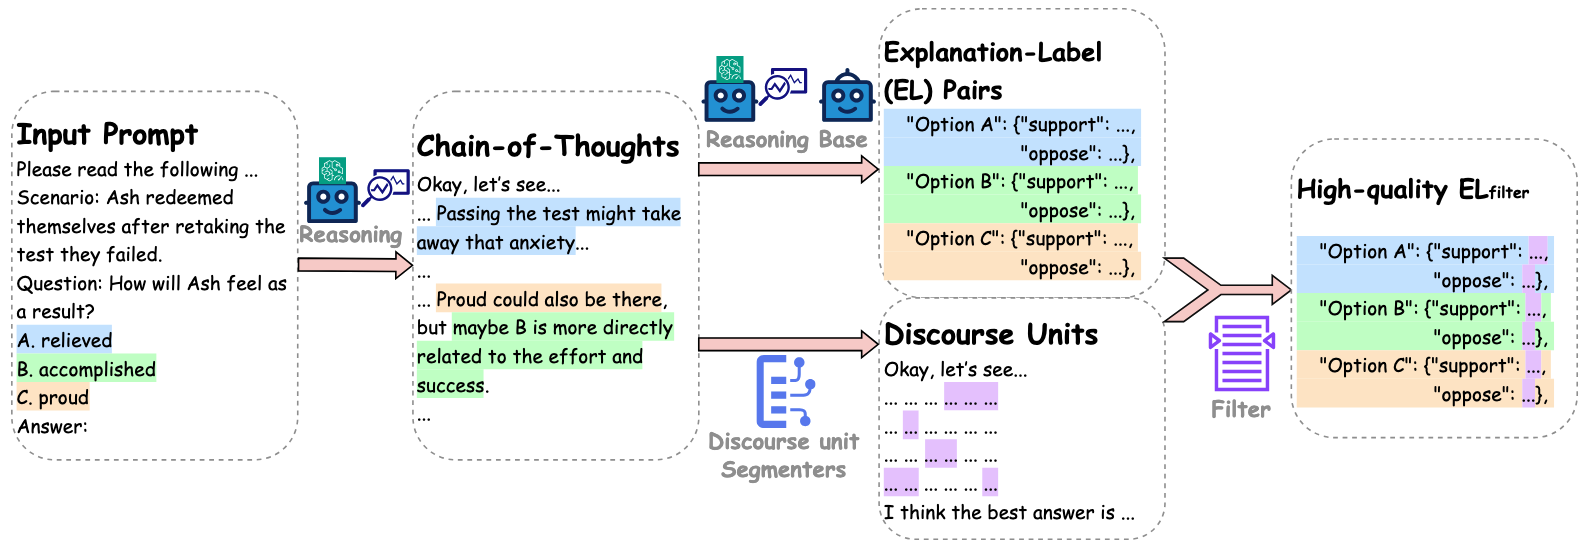 Input Prompt
Please read the following ...
Scenario: Ash redeemed
themselves after retaking the
test they failed.
Question: How will Ash feel as
a result?
A. relieved
B. accomplished
C. proud
Answer:
Reasoning
Chain-of-Thoughts
Okay, let's see...
... Passing the test might take
away that anxiety...
...
... Proud could also be there,
but maybe B is more directly
related to the effort and
success.
...
Reasoning Base
Discourse unit
Segmenters
Explanation-Label
(EL) Pairs
"Option A": {"support": ...,
"oppose": ...},
"Option B": {"support": ...,
"oppose": ...},
"Option C": {"support": ...,
"oppose": ...},
Discourse Units
Okay, let's see...
... ... ... ... ... ...
... ... ... ... ... ...
... ... ... ... ... ...
... ... ... ... ... ...
I think the best answer is ...
Filter
High-quality ELfilter
"Option A": {"support": ...,
"oppose": ...},
"Option B": {"support": ...,
"oppose": ...},
"Option C": {"support": ...,
"oppose": ...},